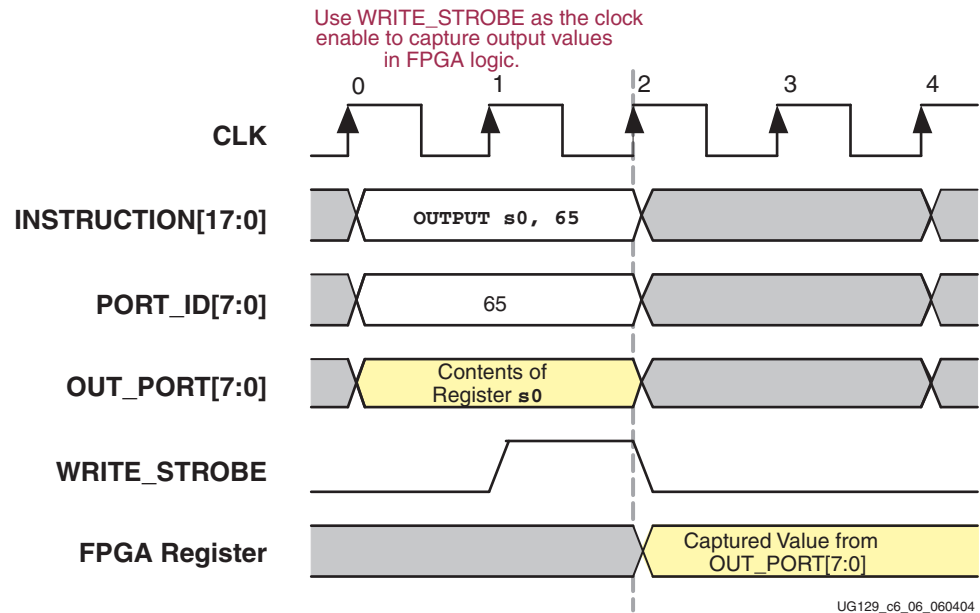 Use WRITE_STROBE as the clock
enable to capture output values
in FPGA logic.
0 1 2 3 4
CLK
INSTRUCTION[17:0] OUTPUT s0, 65
PORT_ID[7:0] 65
OUT_PORT[7:0] Contents of
Register s0
WRITE_STROBE
FPGA Register Captured Value from
OUT_PORT[7:0]
UG129_c6_06_060404